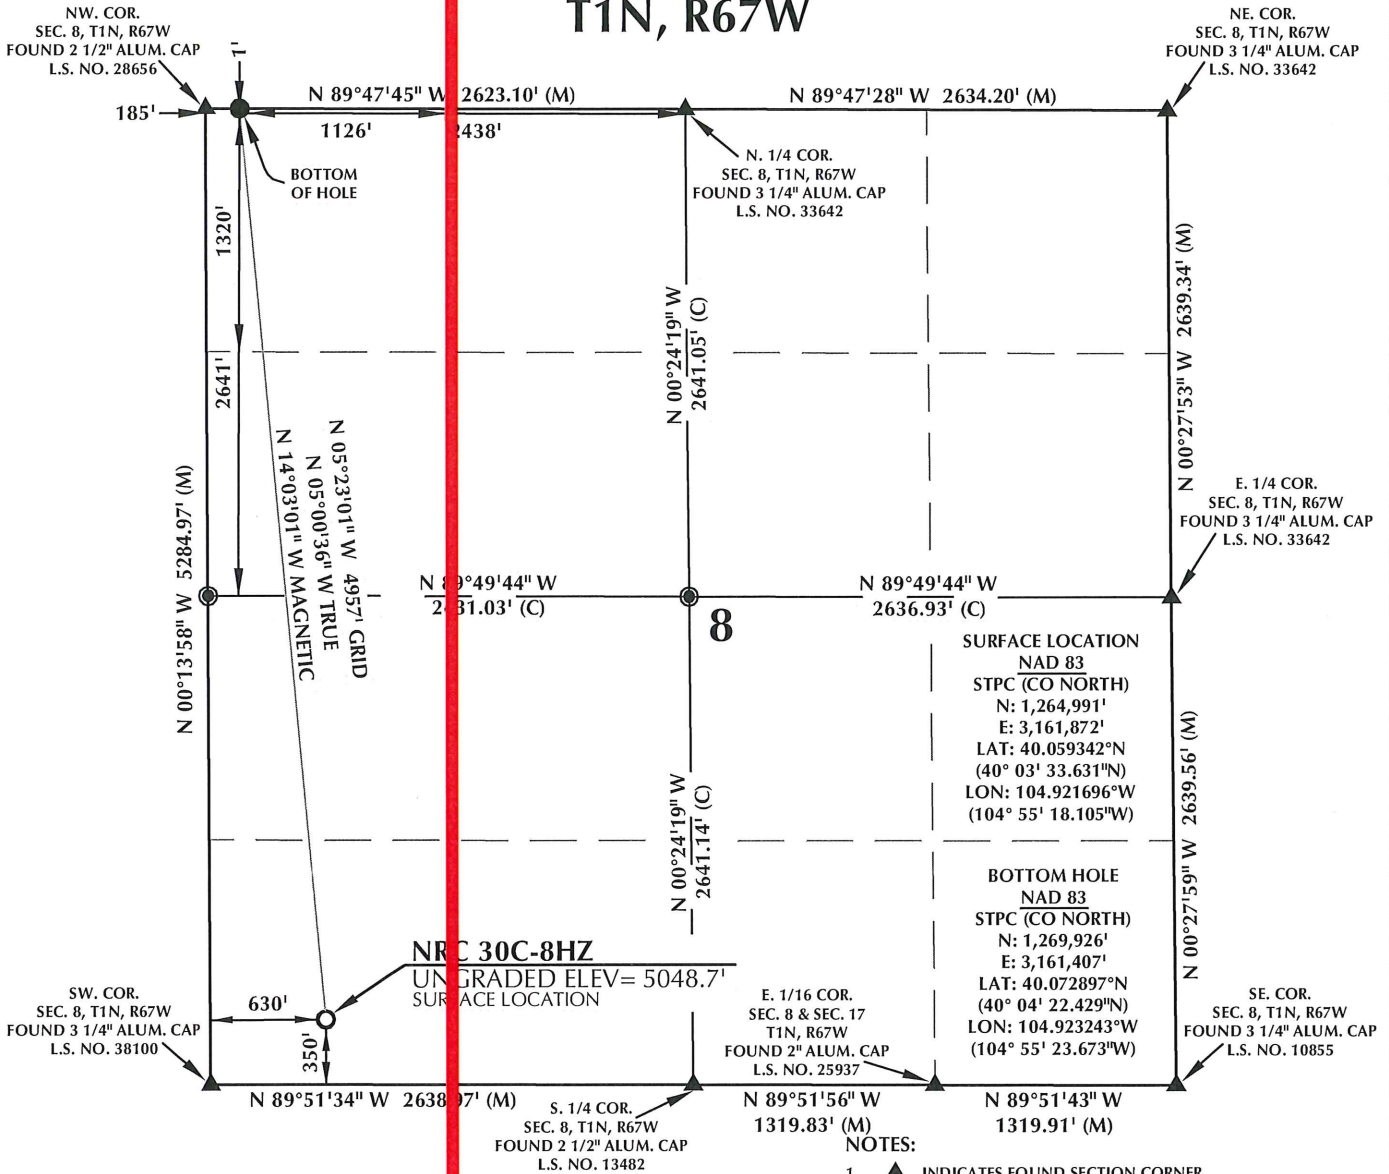 T1N, R67W
NW. COR.
SEC. 8, T1N, R67W
FOUND 2 1/2" ALUM. CAP
L.S. NO. 28656
1'
NE. COR.
SEC. 8, T1N, R67W
FOUND 3 1/4" ALUM. CAP
L.S. NO. 33642
185'
N 89°47'45" W 2623.10' (M)
N 89°47'28" W 2634.20' (M)
1126'
2438'
BOTTOM
OF HOLE
N. 1/4 COR.
SEC. 8, T1N, R67W
FOUND 3 1/4" ALUM. CAP
L.S. NO. 33642
1320'
2641'
N 00°24'19" W
2641.05' (C)
N 00°27'53" W 2639.34' (M)
N 00°13'58" W 5284.97' (M)
N 05°23'01" W 4957' GRID
N 05°00'36" W TRUE
N 14°03'01" W MAGNETIC
E. 1/4 COR.
SEC. 8, T1N, R67W
FOUND 3 1/4" ALUM. CAP
L.S. NO. 33642
N 89°49'44" W
(C)
N 89°49'44" W
2636.93' (C)
8
SURFACE LOCATION
NAD 83
STPC (CO NORTH)
N: 1,264,991'
E: 3,161,872'
LAT: 40.059342°N
(40° 03' 33.631"N)
LON: 104.921696°W
(104° 55' 18.105"W)
N 00°24'19" W
2641.14' (C)
N 00°27'59" W 2639.56' (M)
BOTTOM HOLE
NAD 83
STPC (CO NORTH)
N: 1,269,926'
E: 3,161,407'
LAT: 40.072897°N
(40° 04' 22.429"N)
LON: 104.923243°W
(104° 55' 23.673"W)
NRC 30C-8HZ
UNGRADED ELEV= 5048.7'
SURFACE LOCATION
630'
350'
SW. COR.
SEC. 8, T1N, R67W
FOUND 3 1/4" ALUM. CAP
L.S. NO. 38100
E. 1/16 COR.
SEC. 8 & SEC. 17
T1N, R67W
FOUND 2" ALUM. CAP
L.S. NO. 25937
SE. COR.
SEC. 8, T1N, R67W
FOUND 3 1/4" ALUM. CAP
L.S. NO. 10855
N 89°51'34" W 2638.97' (M)
S. 1/4 COR.
SEC. 8, T1N, R67W
FOUND 2 1/2" ALUM. CAP
L.S. NO. 13482
N 89°51'56" W
1319.83' (M)
N 89°51'43" W
1319.91' (M)
NOTES:
1. INDICATES FOUND SECTION CORNER